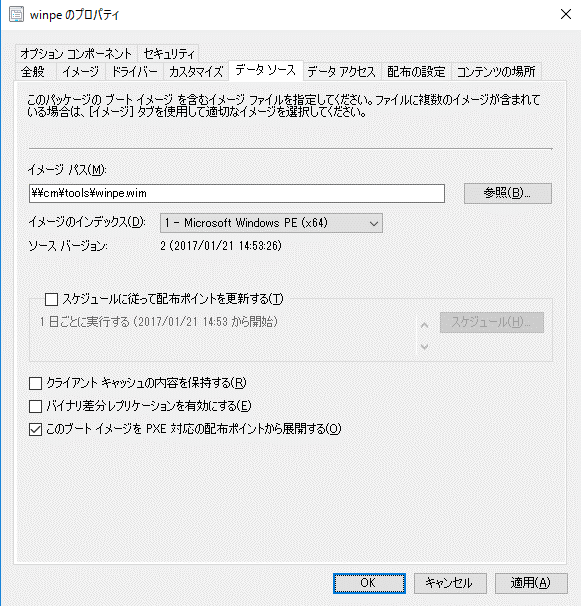 winpe のプロパティ
オプション コンポーネント セキュリティ
全般 イメージ ドライバー カスタマイズ データ ソース データ アクセス 配布の設定 コンテンツの場所
このパッケージの ブート イメージ を含むイメージ ファイルを指定してください。ファイルに複数のイメージが含まれて
いる場合は、[イメージ] タブを使用して適切なイメージを選択してください。
イメージ パス(M):
¥¥cm¥tools¥winpe.wim 参照(B)...
イメージのインデックス(D): 1 - Microsoft Windows PE (x64)
ソース バージョン: 2 (2017/01/21 14:53:26)
スケジュールに従って配布ポイントを更新する(T)
1 日ごとに実行する (2017/01/21 14:53 から開始) スケジュール(H)...
クライアント キャッシュの内容を保持する(R)
バイナリ差分レプリケーションを有効にする(E)
このブート イメージを PXE 対応の配布ポイントから展開する(O)
OK キャンセル 適用(A)